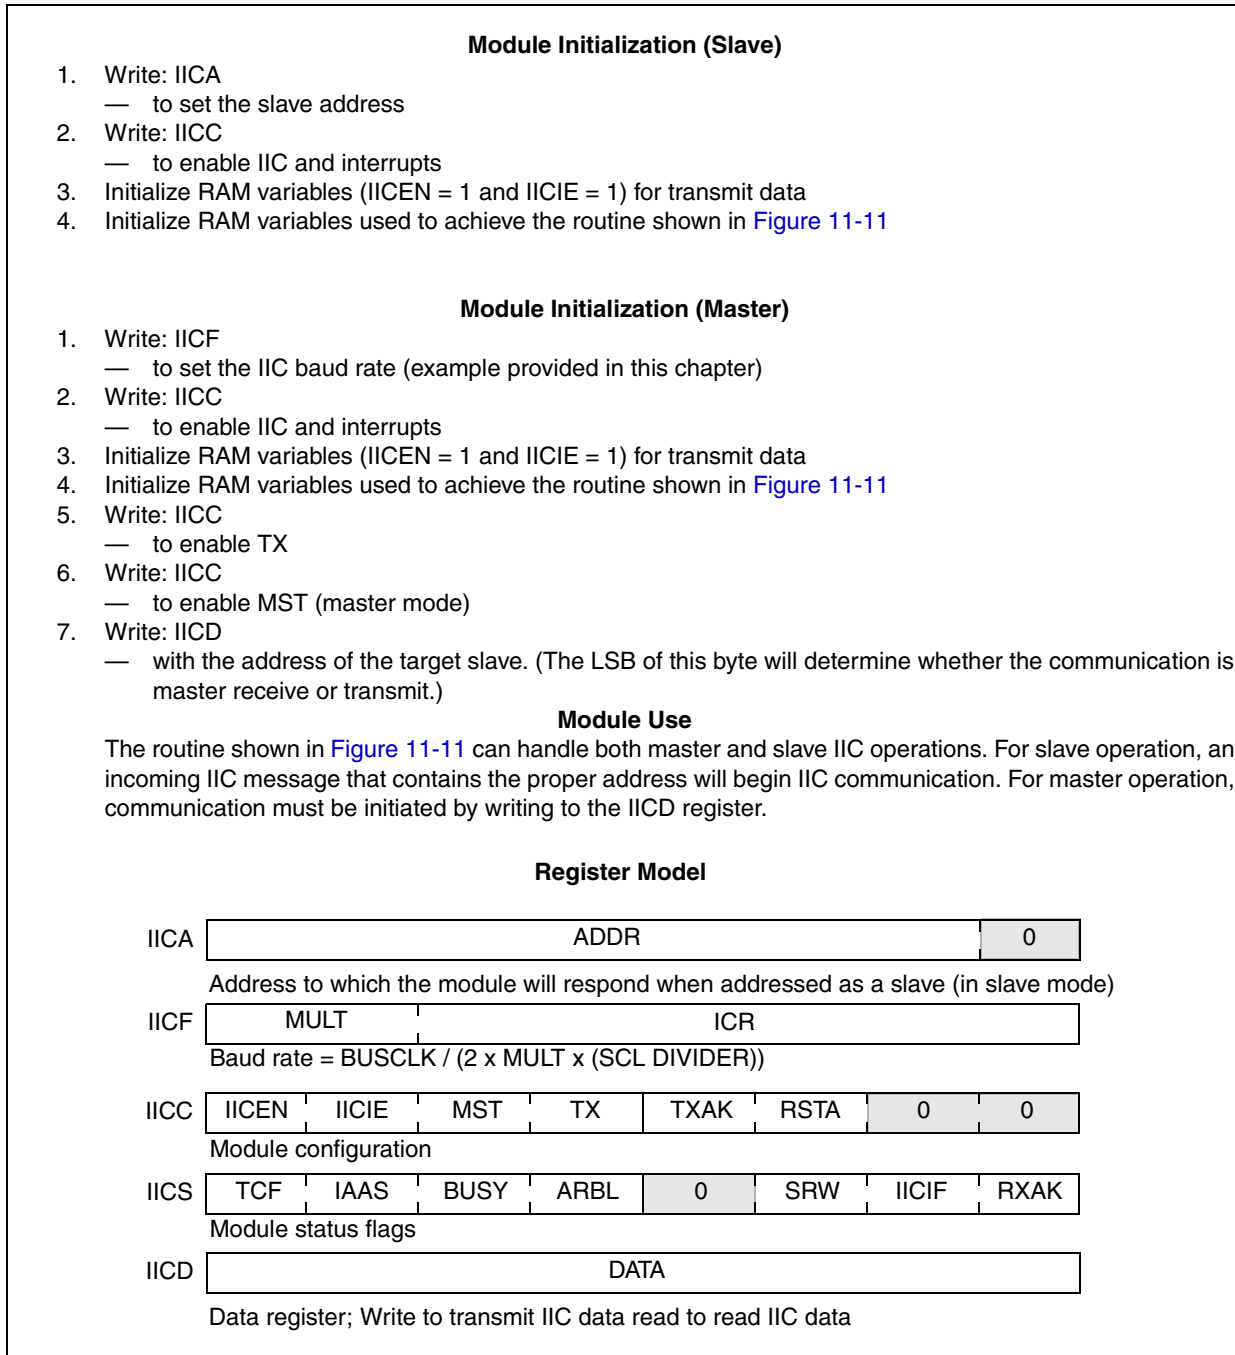 Module Initialization (Slave)
1. Write: IICA
— to set the slave address
2. Write: IICC
— to enable IIC and interrupts
3. Initialize RAM variables (IICEN = 1 and IICIE = 1) for transmit data
4. Initialize RAM variables used to achieve the routine shown in Figure 11-11
Module Initialization (Master)
1. Write: IICF
— to set the IIC baud rate (example provided in this chapter)
2. Write: IICC
— to enable IIC and interrupts
3. Initialize RAM variables (IICEN = 1 and IICIE = 1) for transmit data
4. Initialize RAM variables used to achieve the routine shown in Figure 11-11
5. Write: IICC
— to enable TX
6. Write: IICC
— to enable MST (master mode)
7. Write: IICD
— with the address of the target slave. (The LSB of this byte will determine whether the communication is
master receive or transmit.)
Module Use
The routine shown in Figure 11-11 can handle both master and slave IIC operations. For slave operation, an
incoming IIC message that contains the proper address will begin IIC communication. For master operation,
communication must be initiated by writing to the IICD register.
Register Model
IICA ADDR 0
Address to which the module will respond when addressed as a slave (in slave mode)
IICF MULT ICR
Baud rate = BUSCLK / (2 x MULT x (SCL DIVIDER))
IICC IICEN IICIE MST TX TXAK RSTA 0 0
Module configuration
IICS TCF IAAS BUSY ARBL 0 SRW IICIF RXAK
Module status flags
IICD DATA
Data register; Write to transmit IIC data read to read IIC data